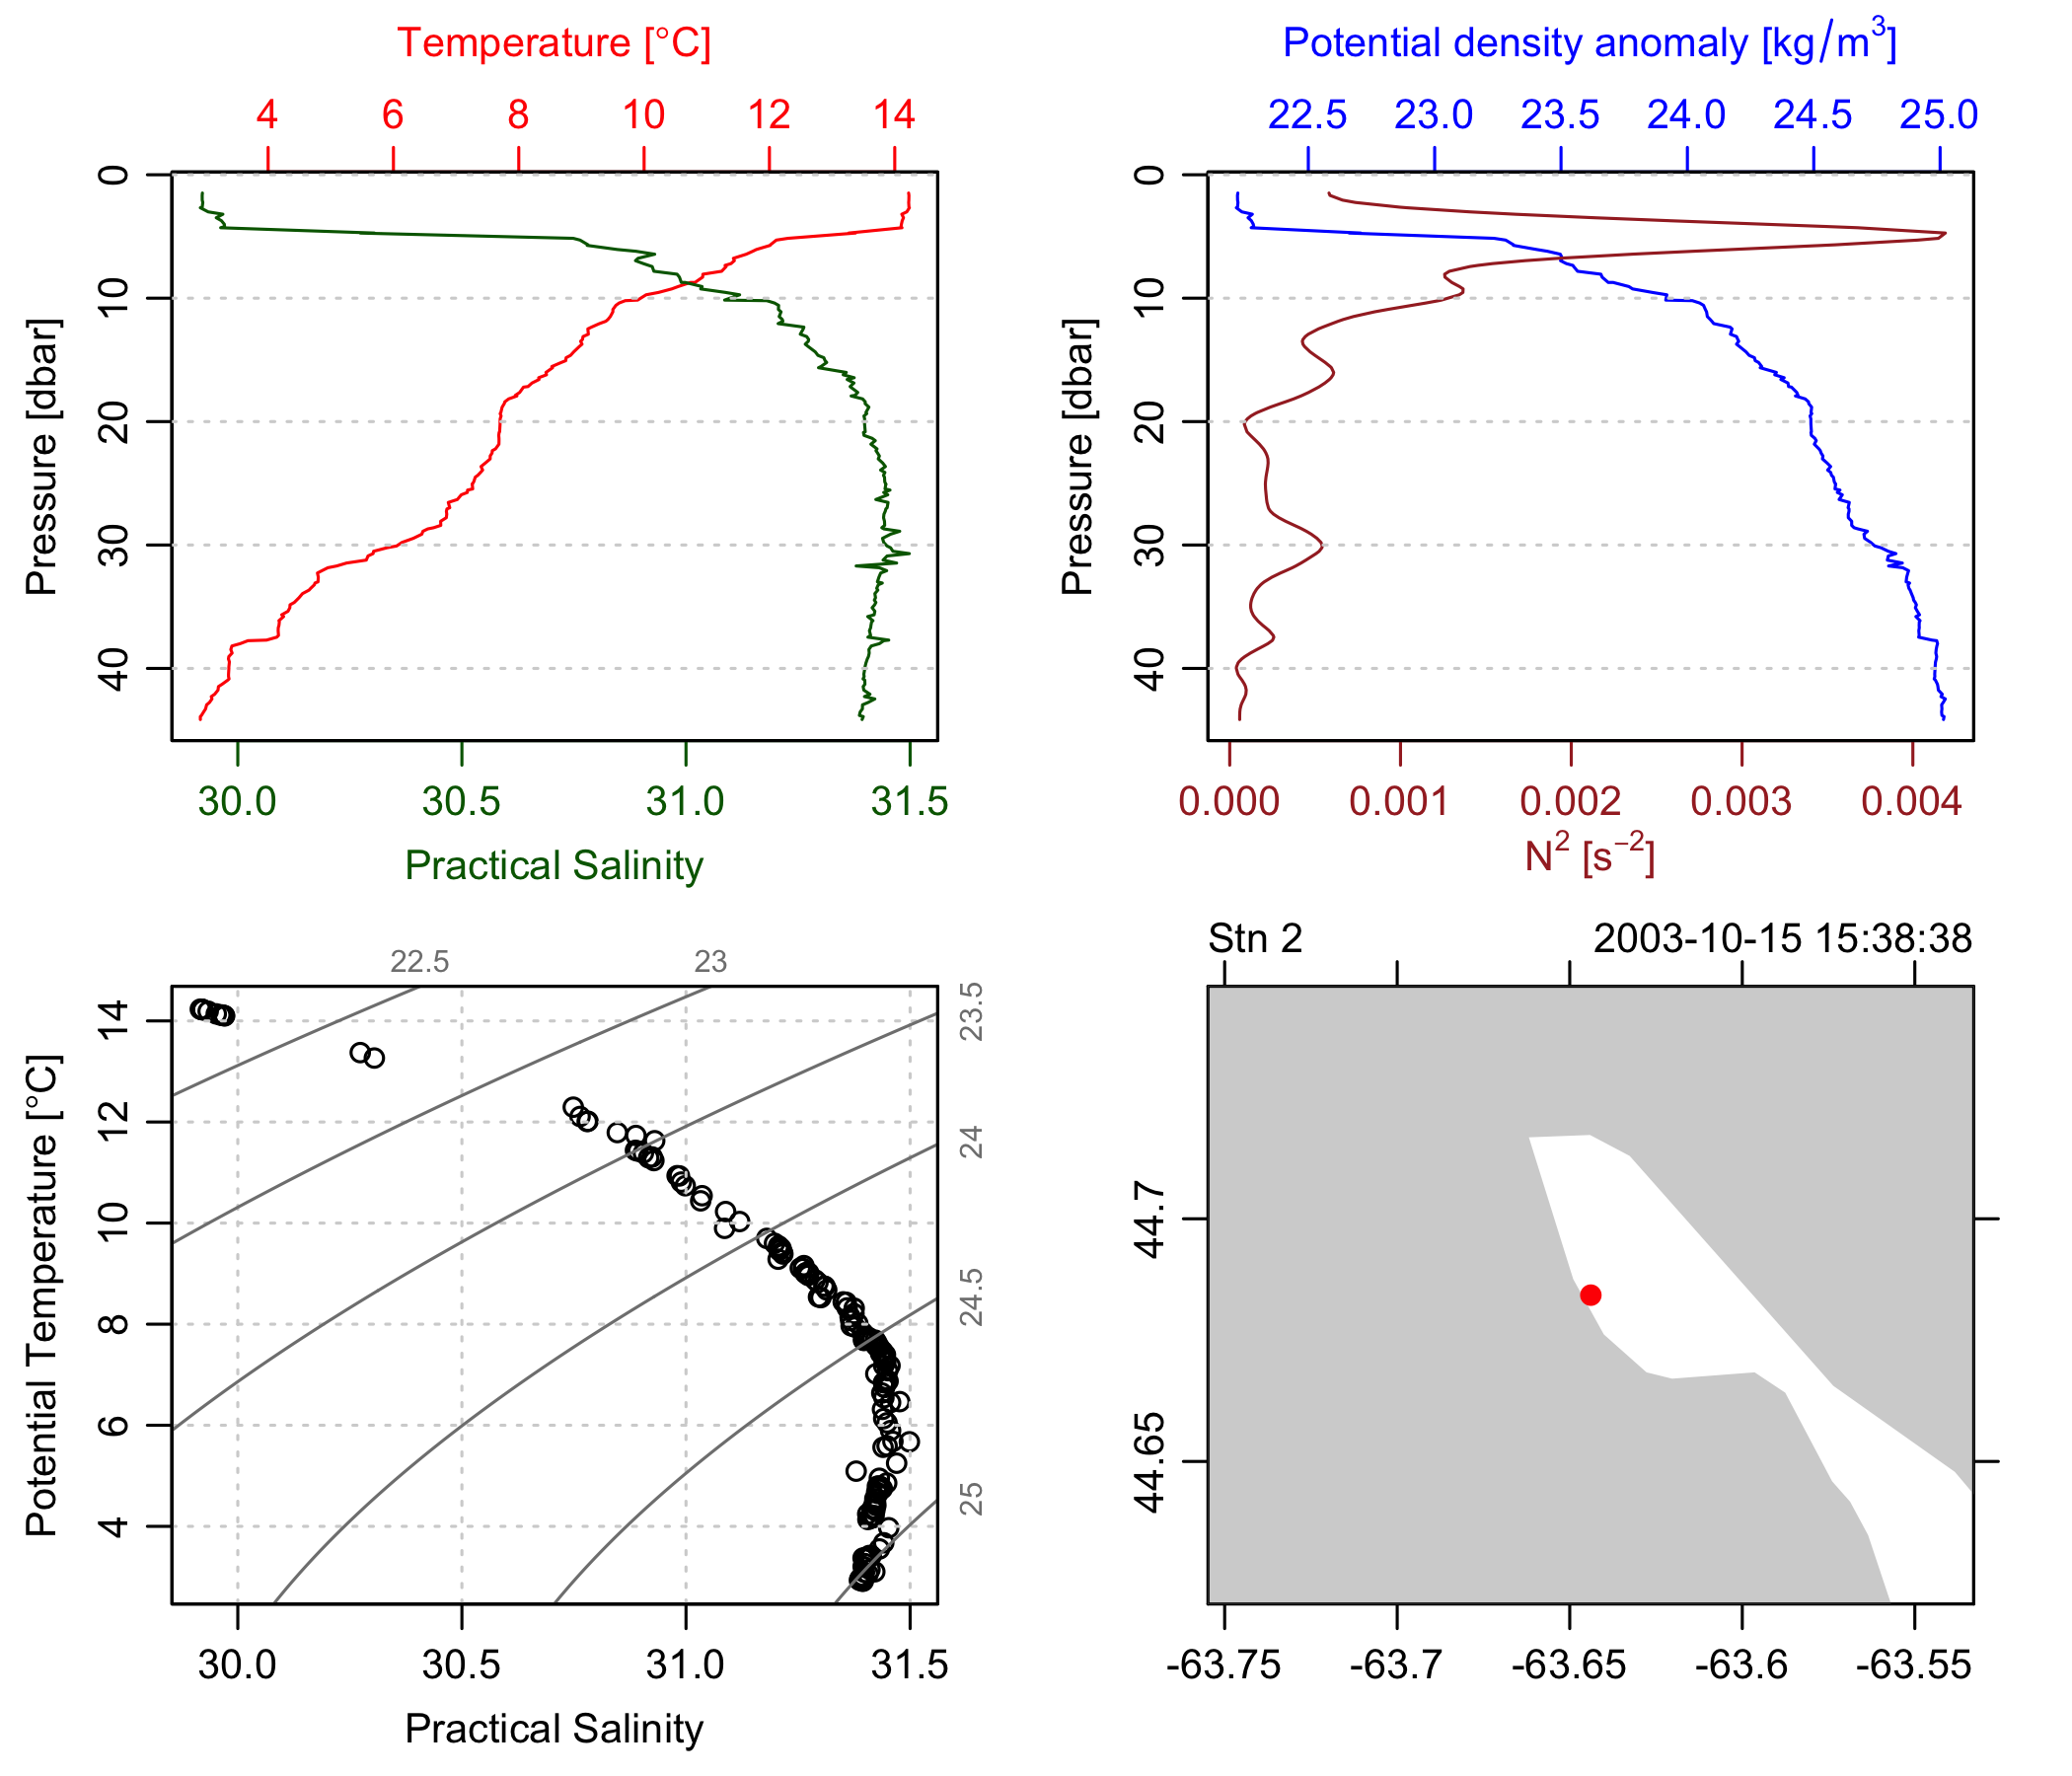 Temperature [°C]
4 6 8 10 12 14
0
10
20
30
40
Pressure [dbar]
30.0 30.5 31.0 31.5
Practical Salinity
Potential density anomaly [kg/m³]
22.5 23.0 23.5 24.0 24.5 25.0
0
10
20
30
40
Pressure [dbar]
0.000 0.001 0.002 0.003 0.004
N² [s⁻²]
22.5 23
23.5
24
24.5
25
14
12
10
8
6
4
Potential Temperature [°C]
30.0 30.5 31.0 31.5
Practical Salinity
Stn 2 2003-10-15 15:38:38
44.7
44.65
-63.75 -63.7 -63.65 -63.6 -63.55